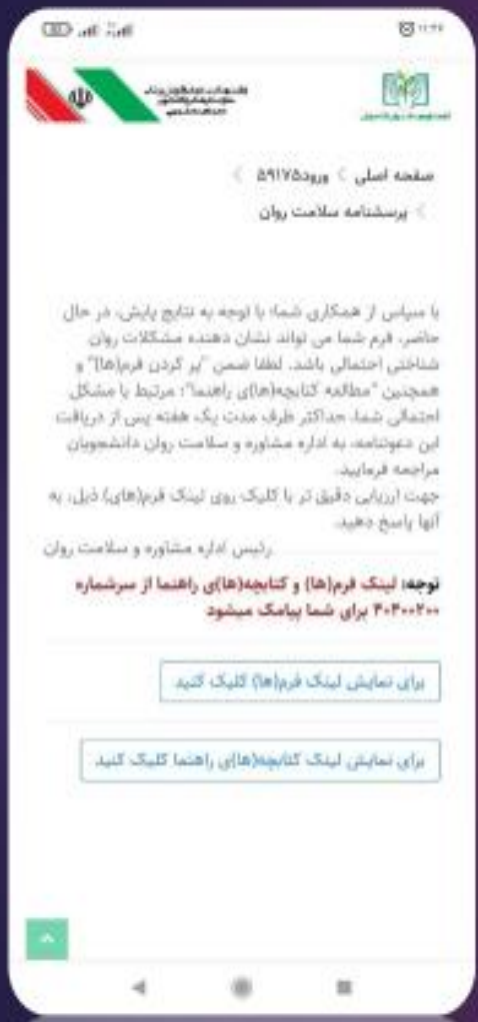 صفحه اصلی > ورود۵۹۱۷۵ >
> پرسشنامه سلامت روان
با سپاس از همکاری شما؛ با توجه به نتایج پایش، در حال
حاضر، فرم شما می تواند نشان دهنده مشکلات روان
شناختی احتمالی باشد. لطفا ضمن "پر کردن فرم(ها)" و
همچنین "مطالعه کتابچه(ها)ی راهنما"؛ مرتبط با مشکل
احتمالی شما، حداکثر ظرف مدت یک هفته پس از دریافت
این دعوتنامه، به اداره مشاوره و سلامت روان دانشجویان
مراجعه فرمایید.
جهت ارزیابی دقیق تر با کلیک روی لینک فرم(های) ذیل، به
آنها پاسخ دهید.
رئیس اداره مشاوره و سلامت روان
توجه: لینک فرم(ها) و کتابچه(ها)ی راهنما از سرشماره
۲۰۴۰۰۲۰۰ برای شما پیامک میشود
برای نمایش لینک فرم(ها) کلیک کنید
برای نمایش لینک کتابچه(ها)ی راهنما کلیک کنید